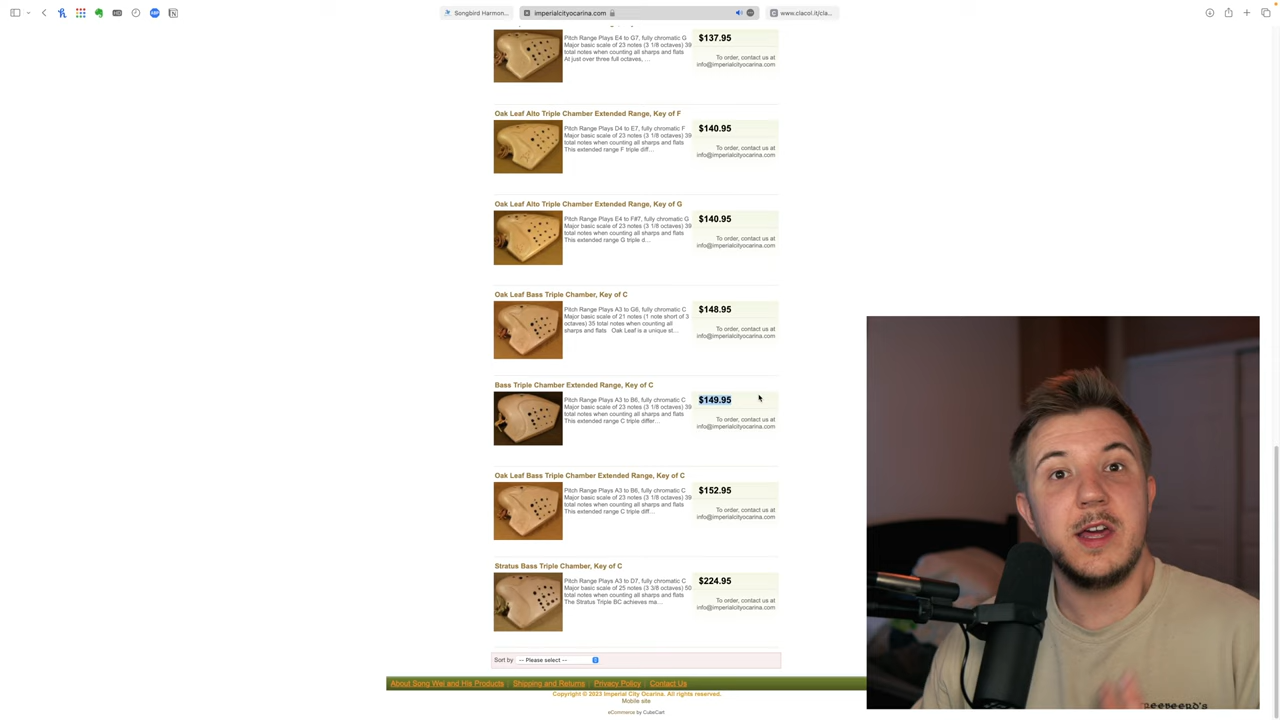 Songbird Harmon...
imperialcityocarina.com
www.clacol.it/cla...
Pitch Range Plays E4 to G7, fully chromatic G
Major basic scale of 23 notes (3 1/8 octaves) 39
total notes when counting all sharps and flats
At just over three full octaves, ...
$137.95
To order, contact us at
info@imperialcityocarina.com
Oak Leaf Alto Triple Chamber Extended Range, Key of F
Pitch Range Plays D4 to E7, fully chromatic F
Major basic scale of 23 notes (3 1/8 octaves) 39
total notes when counting all sharps and flats
This extended range F triple diff...
$140.95
To order, contact us at
info@imperialcityocarina.com
Oak Leaf Alto Triple Chamber Extended Range, Key of G
Pitch Range Plays E4 to F#7, fully chromatic G
Major basic scale of 23 notes (3 1/8 octaves) 39
total notes when counting all sharps and flats
This extended range G triple d...
$140.95
To order, contact us at
info@imperialcityocarina.com
Oak Leaf Bass Triple Chamber, Key of C
Pitch Range Plays A3 to G6, fully chromatic C
Major basic scale of 21 notes (1 note short of 3
octaves) 35 total notes when counting all
sharps and flats Oak Leaf is a unique st...
$148.95
To order, contact us at
info@imperialcityocarina.com
Bass Triple Chamber Extended Range, Key of C
Pitch Range Plays A3 to B6, fully chromatic C
Major basic scale of 23 notes (3 1/8 octaves) 39
total notes when counting all sharps and flats
This extended range C triple differ...
$149.95
To order, contact us at
info@imperialcityocarina.com
Oak Leaf Bass Triple Chamber Extended Range, Key of C
Pitch Range Plays A3 to B6, fully chromatic C
Major basic scale of 23 notes (3 1/8 octaves) 39
total notes when counting all sharps and flats
This extended range C triple diff...
$152.95
To order, contact us at
info@imperialcityocarina.com
Stratus Bass Triple Chamber, Key of C
Pitch Range Plays A3 to D7, fully chromatic C
Major basic scale of 25 notes (3 3/8 octaves) 50
total notes when counting all sharps and flats
The Stratus Triple BC achieves ma...
$224.95
To order, contact us at
info@imperialcityocarina.com
Sort by -- Please select --
About Song Wei and His Products | Shipping and Returns | Privacy Policy | Contact Us
Copyright © 2023 Imperial City Ocarina. All rights reserved.
Mobile site
eCommerce by CubeCart